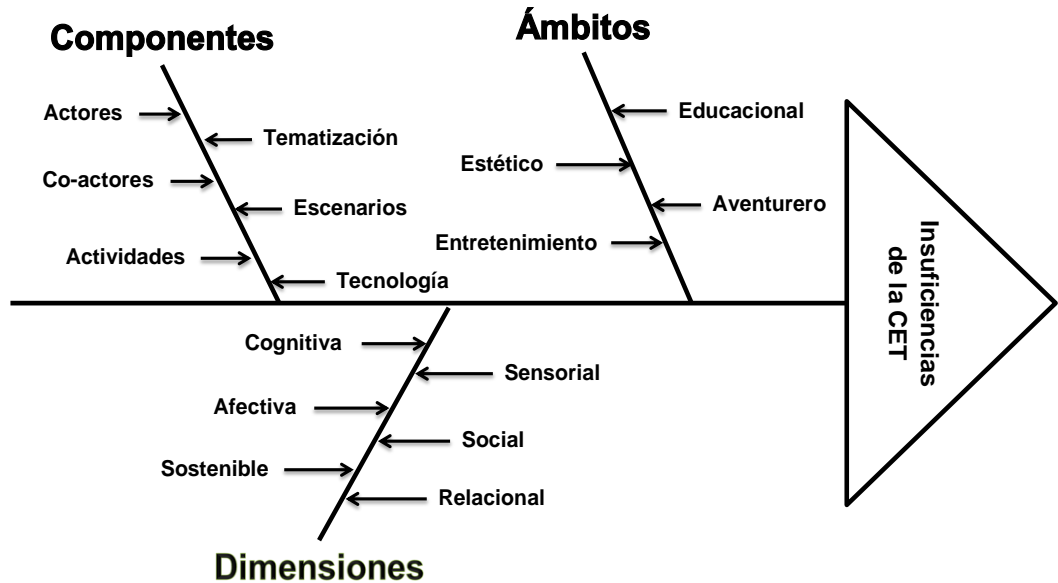 Componentes
Actores
Tematización
Co-actores
Escenarios
Actividades
Tecnología
Ámbitos
Educacional
Estético
Aventurero
Entretenimiento
Cognitiva
Sensorial
Afectiva
Social
Sostenible
Relacional
Dimensiones
Insuficiencias
de la CET